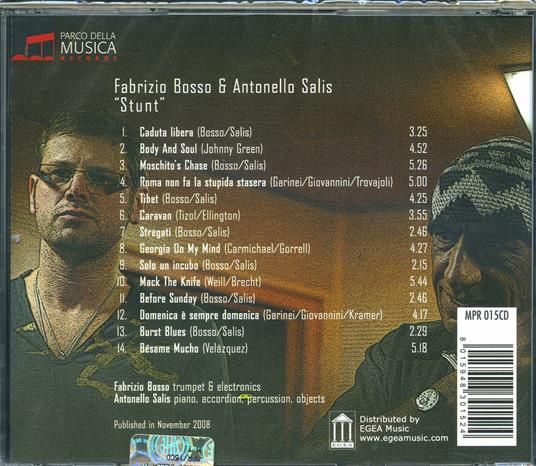 PARCO DELLA
MUSICA
RECORDS
Fabrizio Bosso & Antonello Salis
"Stunt"
1. Caduta libera (Bosso/Salis) 3.25
2. Body And Soul (Johnny Green) 4.52
3. Moschito's Chase (Bosso/Salis) 5.26
4. Roma non fa la stupida stasera (Garinei/Giovannini/Trovajoli) 5.00
5. Tibet (Bosso/Salis) 4.25
6. Caravan (Tizol/Ellington) 3.55
7. Stregati (Bosso/Salis) 2.46
8. Georgia On My Mind (Carmichael/Gorrell) 4.27
9. Solo un incubo (Bosso/Salis) 2.15
10. Mack The Knife (Weill/Brecht) 5.44
11. Before Sunday (Bosso/Salis) 2.46
12. Domenica è sempre domenica (Garinei/Giovannini/Kramer) 4.17
13. Burst Blues (Bosso/Salis) 2.29
14. Bésame Mucho (Velázquez) 5.18
MPR 015CD
8 015948 301524
Fabrizio Bosso trumpet & electronics
Antonello Salis piano, accordion, percussion, objects
Published in November 2008
EGEA
Distributed by
EGEA Music
www.egeamusic.com